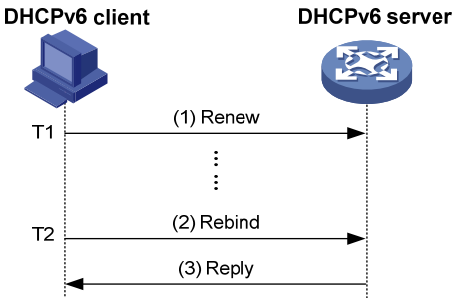 DHCPv6 client
DHCPv6 server
(1) Renew
T1
(2) Rebind
T2
(3) Reply